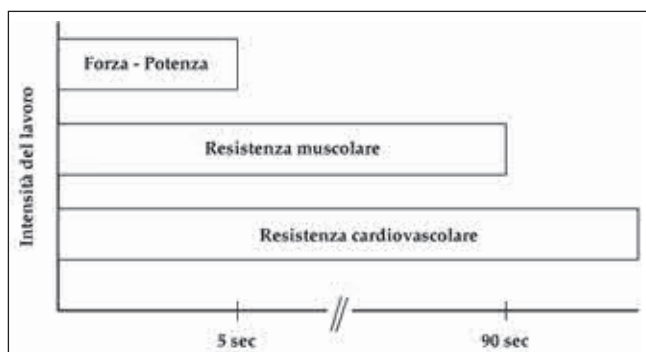 Intensità del lavoro
Forza - Potenza
Resistenza muscolare
Resistenza cardiovascolare
5 sec
90 sec